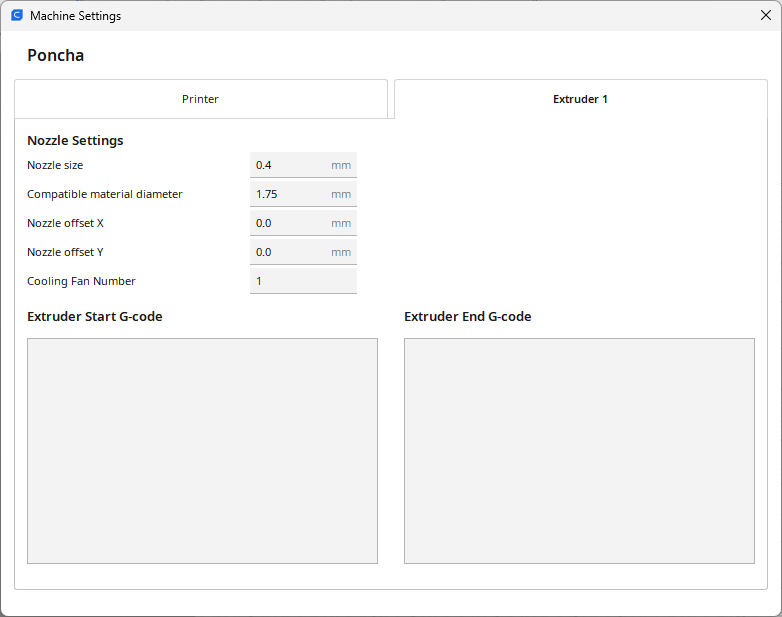 Machine Settings
Poncha
Printer
Extruder 1
Nozzle Settings
Nozzle size 0.4 mm
Compatible material diameter 1.75 mm
Nozzle offset X 0.0 mm
Nozzle offset Y 0.0 mm
Cooling Fan Number 1
Extruder Start G-code
Extruder End G-code